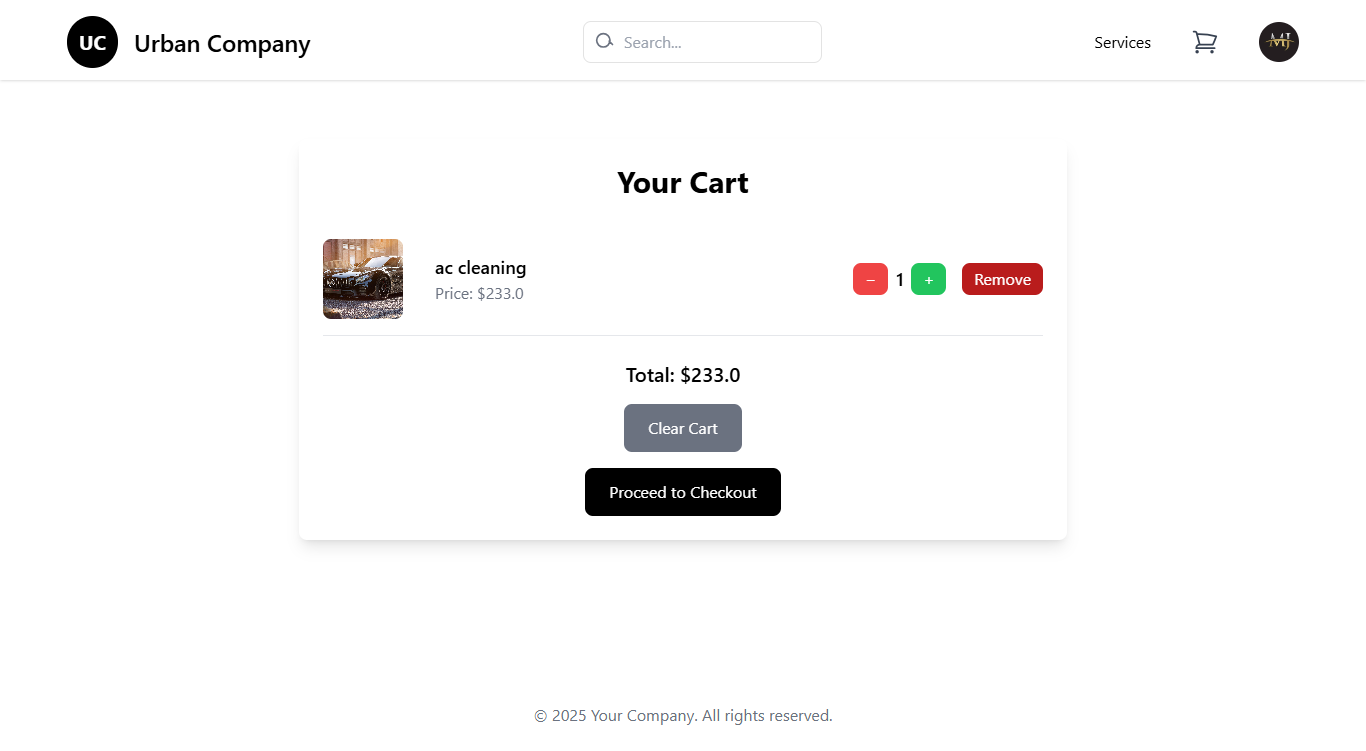 UC Urban Company Search... Services MJ
Your Cart
ac cleaning
Price: $233.0
− 1 + Remove
Total: $233.0
Clear Cart
Proceed to Checkout
© 2025 Your Company. All rights reserved.